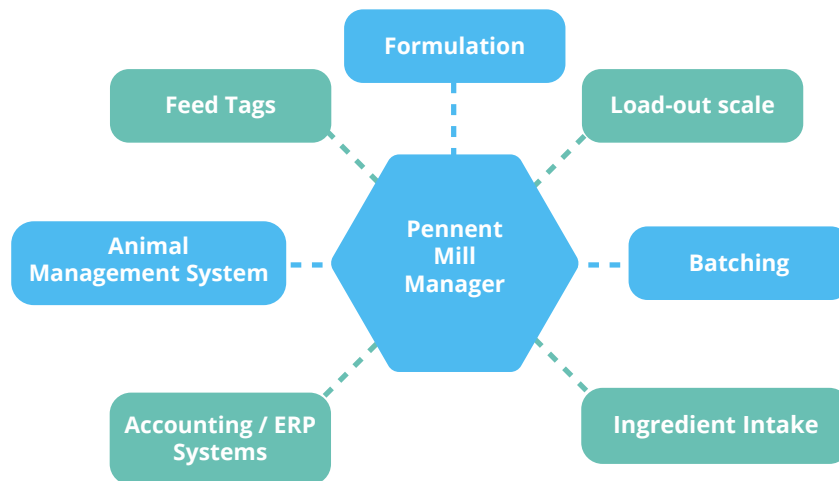 Formulation
Feed Tags
Load-out scale
Pennent
Mill
Manager
Animal
Management System
Batching
Accounting / ERP
Systems
Ingredient Intake